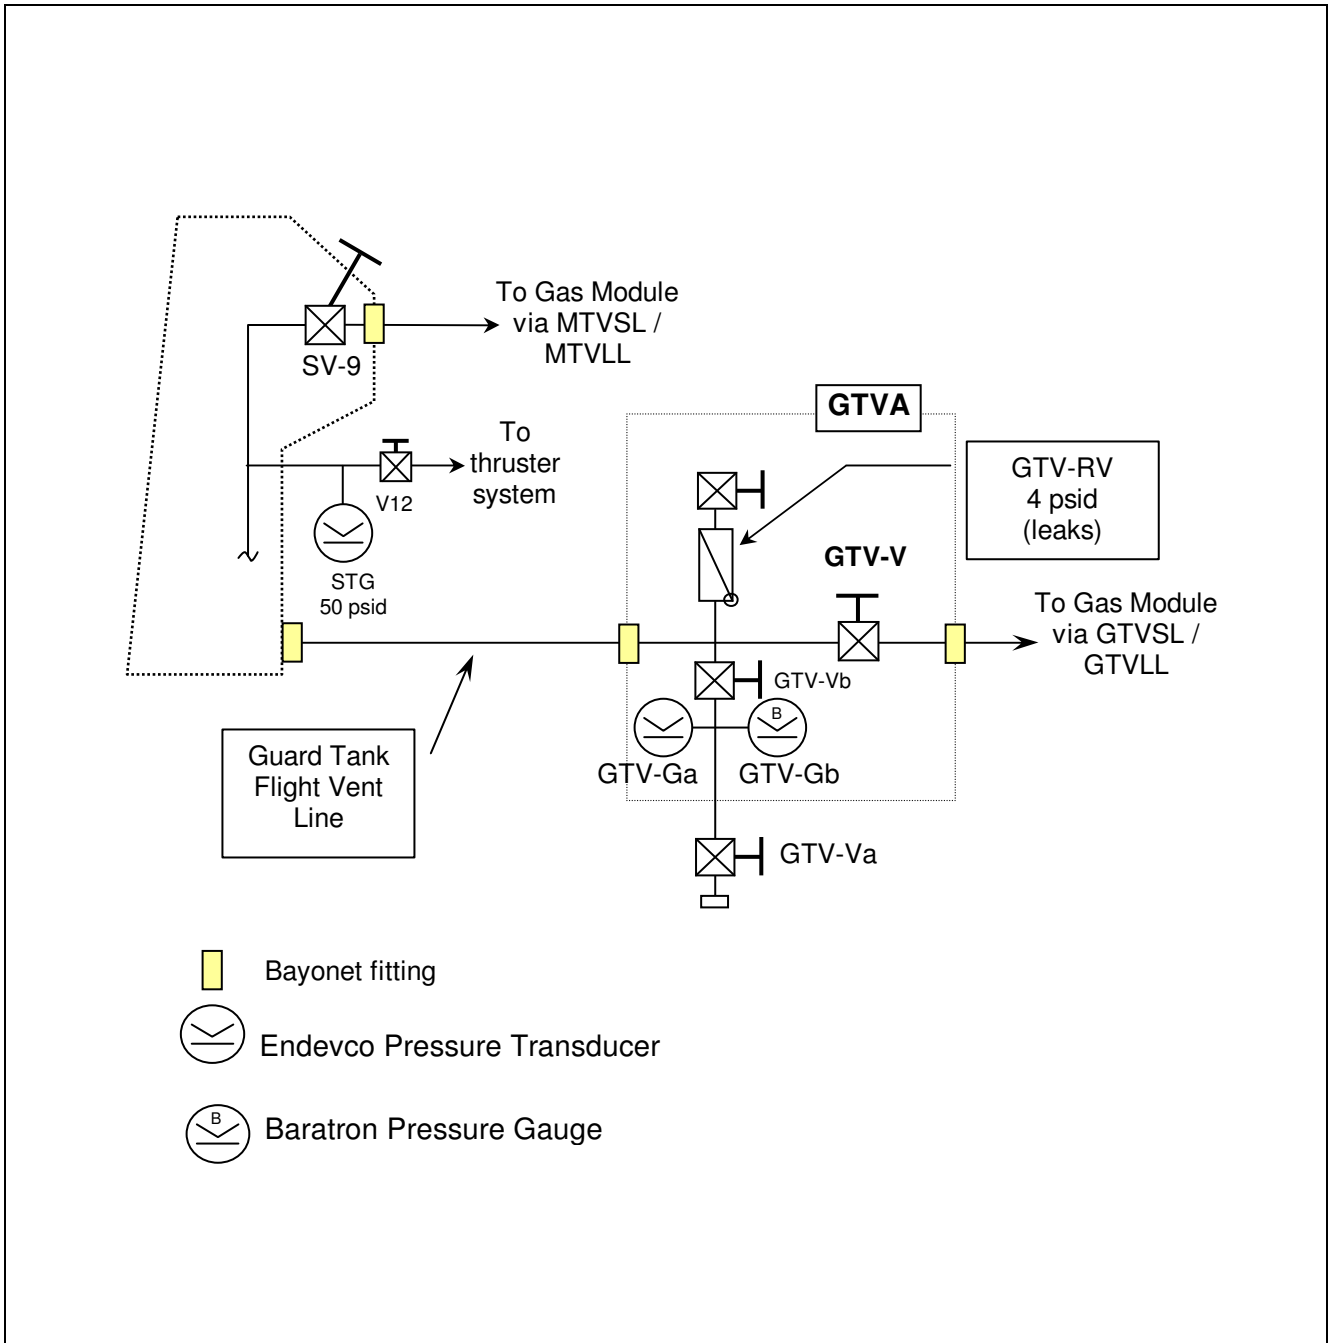 To Gas Module
via MTVSL /
MTVLL
SV-9
GTVA
To
thruster
system
V12
GTV-RV
4 psid
(leaks)
STG
50 psid
GTV-V
To Gas Module
via GTVSL /
GTVLL
GTV-Vb
B
GTV-Ga
GTV-Gb
Guard Tank
Flight Vent
Line
GTV-Va
Bayonet fitting
Endevco Pressure Transducer
B
Baratron Pressure Gauge